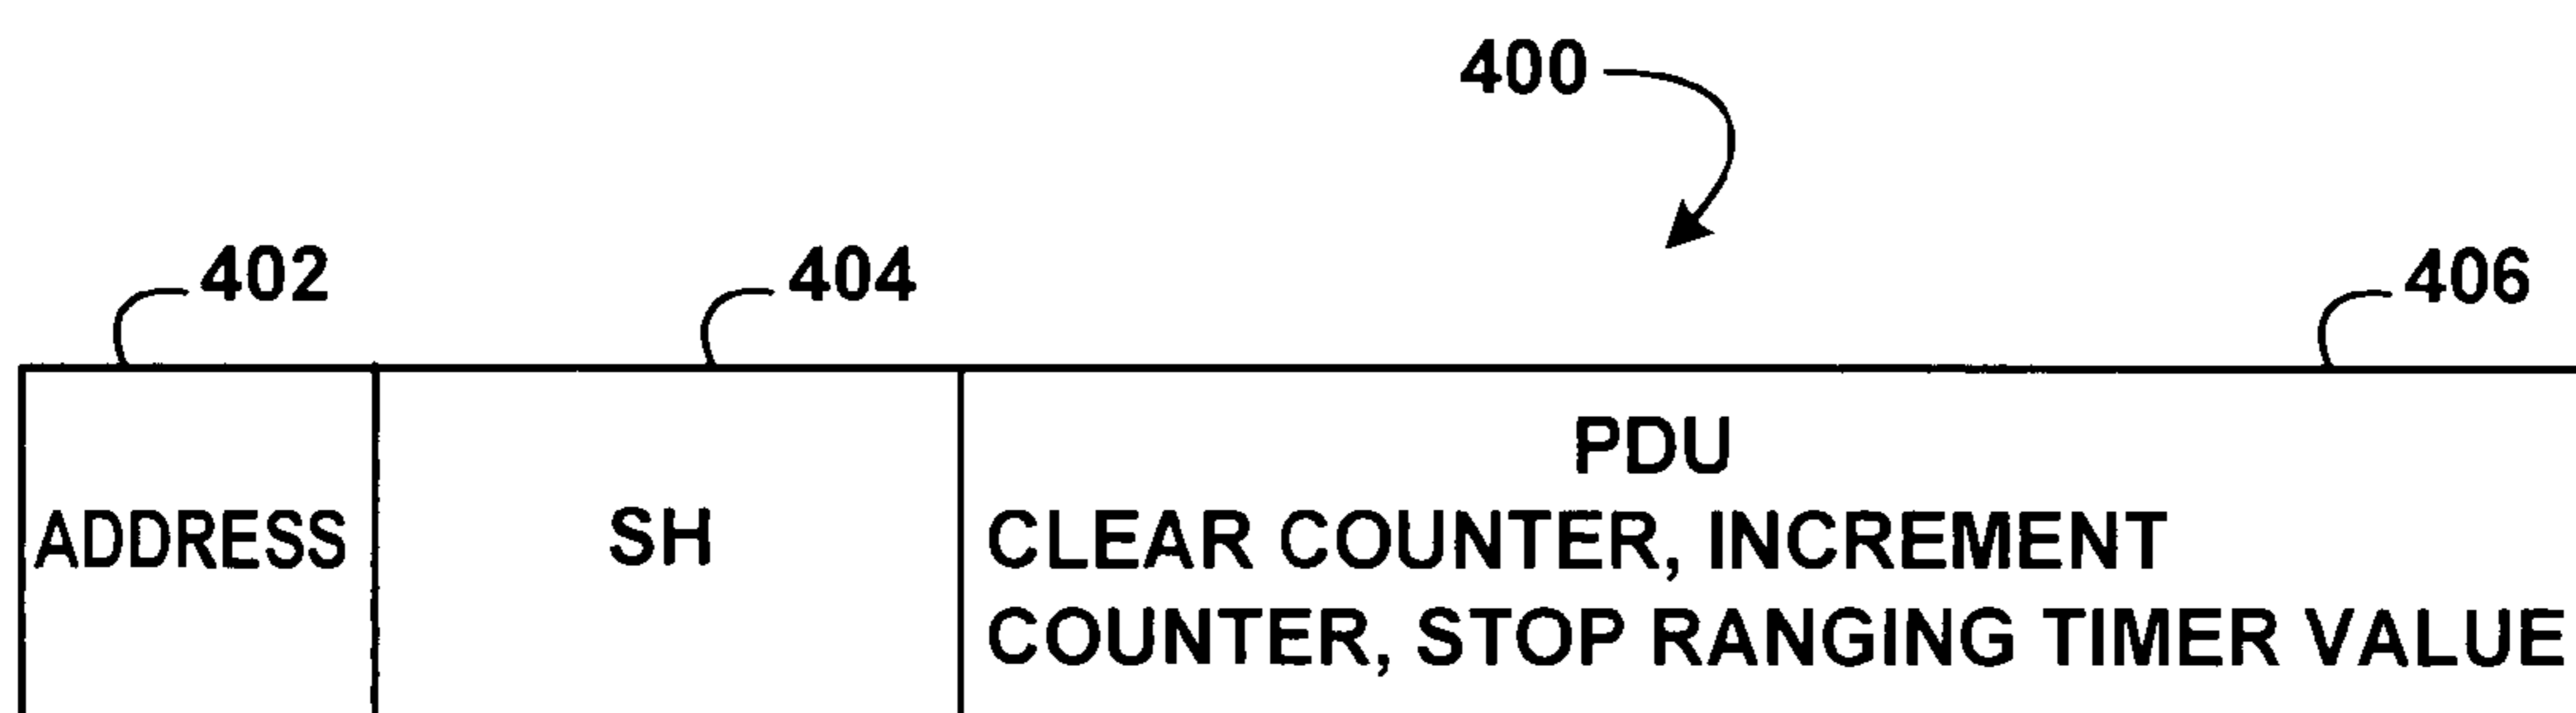 400
402
404
406
ADDRESS
SH
PDU
CLEAR COUNTER, INCREMENT
COUNTER, STOP RANGING TIMER VALUE